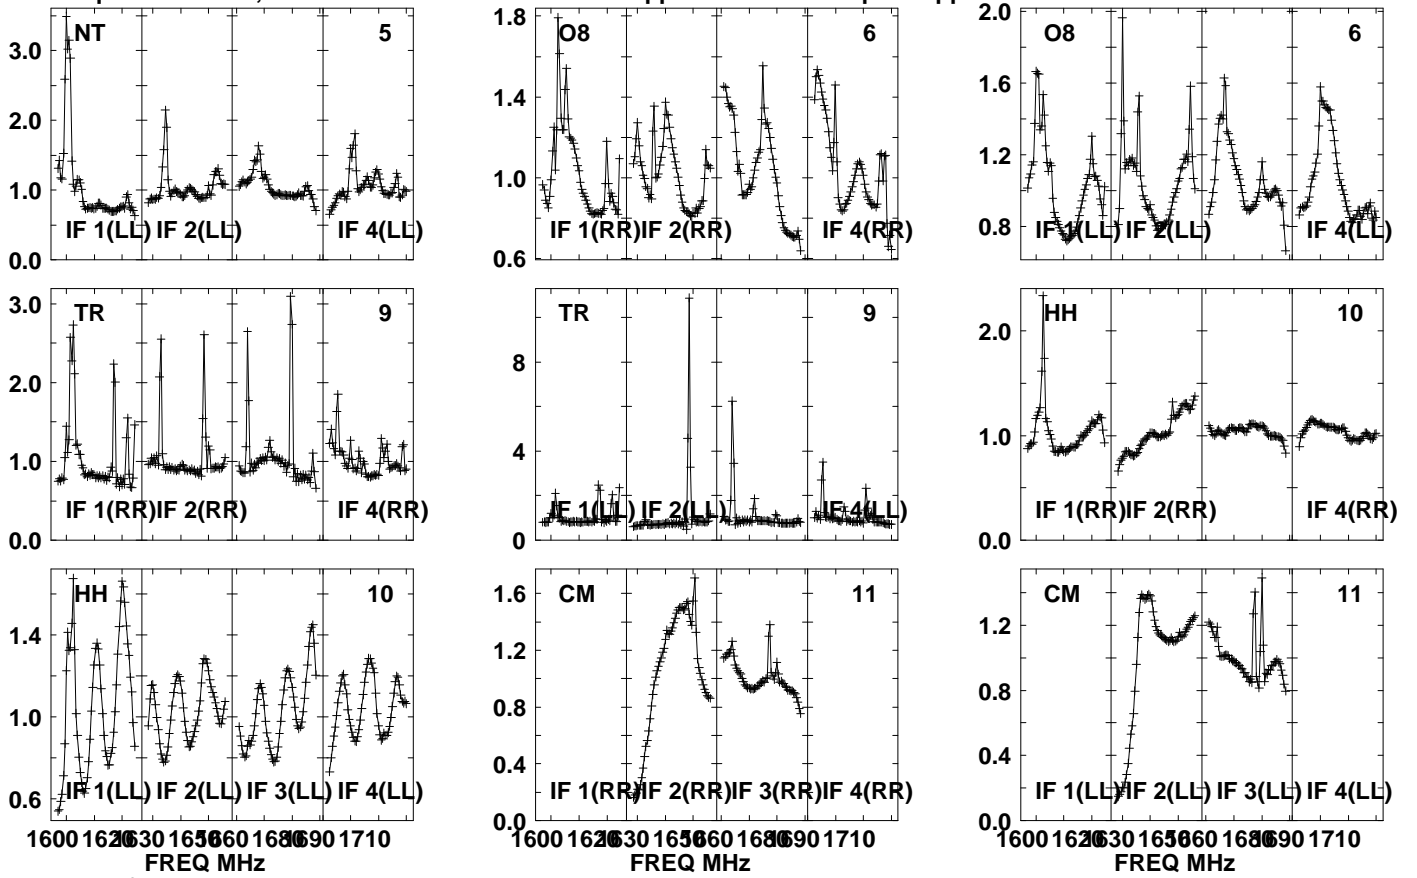 NT 5 O8 6 O8 6
3.0 1.8 2.0
2.0 1.4 1.6
1.0 1.0 1.2
0.0 0.6 0.8
IF 1(LL) IF 2(LL) IF 4(LL) IF 1(RR) IF 2(RR) IF 4(RR) IF 1(LL) IF 2(LL) IF 4(LL)
TR 9 TR 9 HH 10
3.0 8 2.0
2.0 4 1.0
1.0 0 0.0
0.0
IF 1(RR) IF 2(RR) IF 4(RR) IF 1(LL) IF 2(LL) IF 4(LL) IF 1(RR) IF 2(RR) IF 4(RR)
HH 10 CM 11 CM 11
1.4 1.6 1.2
1.0 1.2 0.8
0.6 0.8 0.4
0.4 0.0
0.0
IF 1(LL) IF 2(LL) IF 3(LL) IF 4(LL) IF 1(RR) IF 2(RR) IF 3(RR) IF 4(RR) IF 1(LL) IF 2(LL) IF 3(LL) IF 4(LL)
1600 1620 1630 1650 1660 1680 1690 1710 1600 1620 1630 1650 1660 1680 1690 1710 1600 1620 1630 1650 1660 1680 1690 1710
FREQ MHz FREQ MHz FREQ MHz